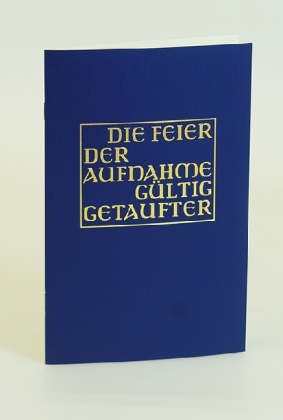 DIE FEIER
DER
AUFNAHME
GÜLTIG
GETAUFTER